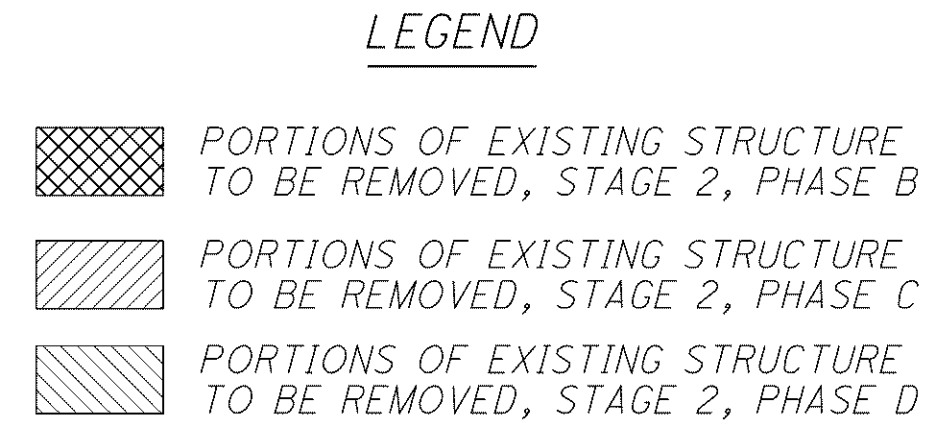 LEGEND
PORTIONS OF EXISTING STRUCTURE
TO BE REMOVED, STAGE 2, PHASE B
PORTIONS OF EXISTING STRUCTURE
TO BE REMOVED, STAGE 2, PHASE C
PORTIONS OF EXISTING STRUCTURE
TO BE REMOVED, STAGE 2, PHASE D